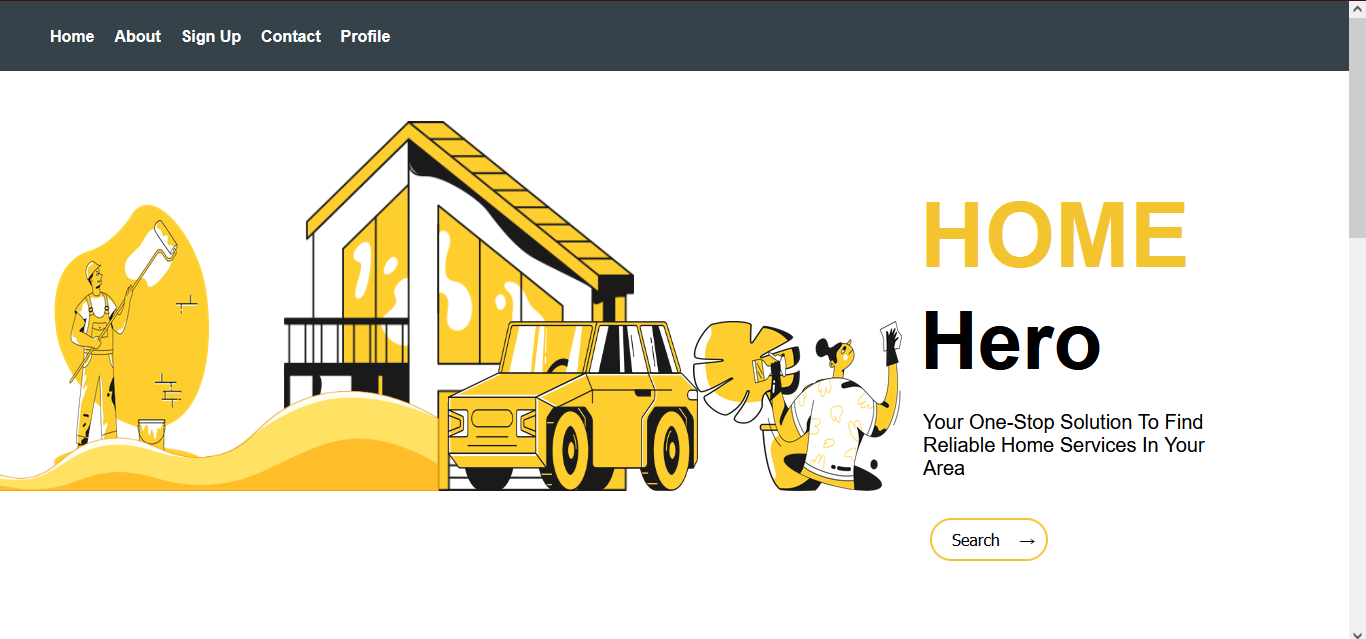 Home About Sign Up Contact Profile
HOME
Hero
Your One-Stop Solution To Find
Reliable Home Services In Your
Area
Search →